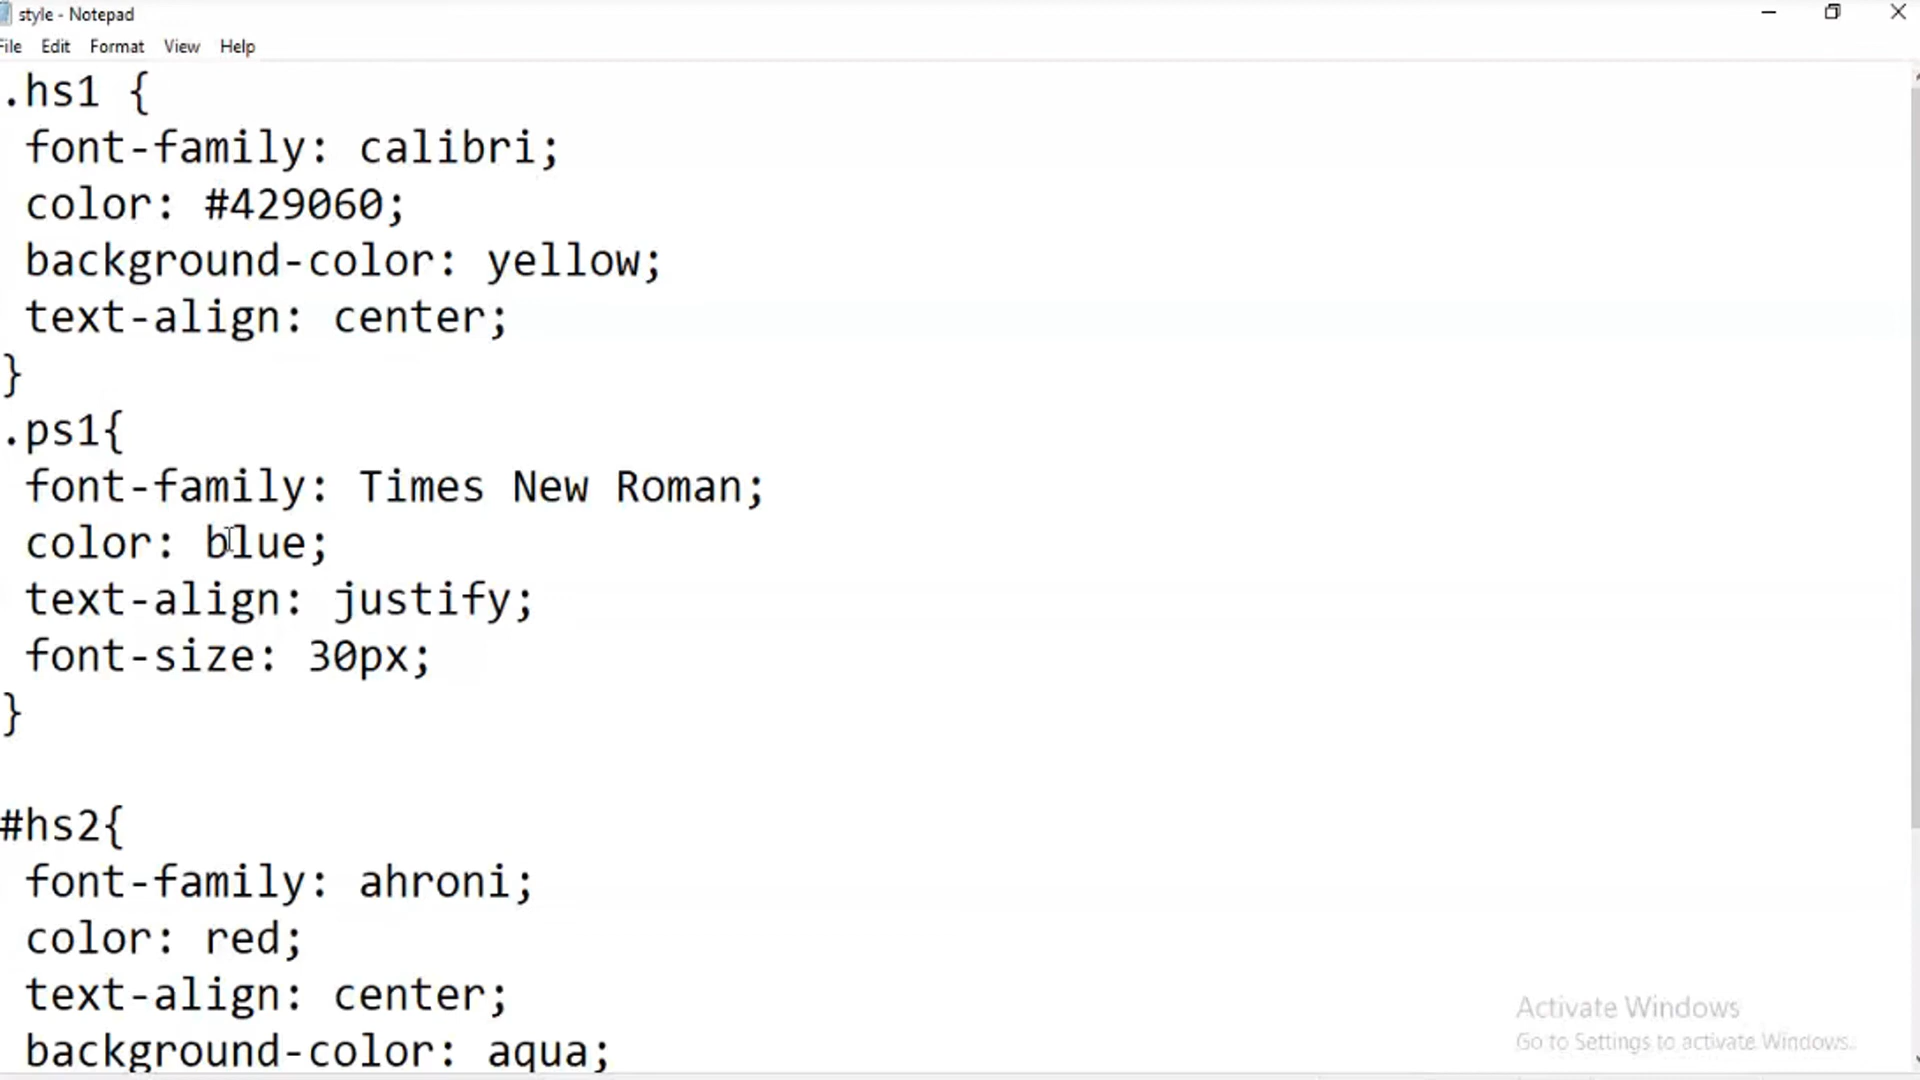 style - Notepad
File Edit Format View Help
.hs1 {
font-family: calibri;
color: #429060;
background-color: yellow;
text-align: center;
}
.ps1{
font-family: Times New Roman;
color: blue;
text-align: justify;
font-size: 30px;
}
#hs2{
font-family: ahroni;
color: red;
text-align: center;
background-color: aqua;
Activate Windows
Go to Settings to activate Windows.